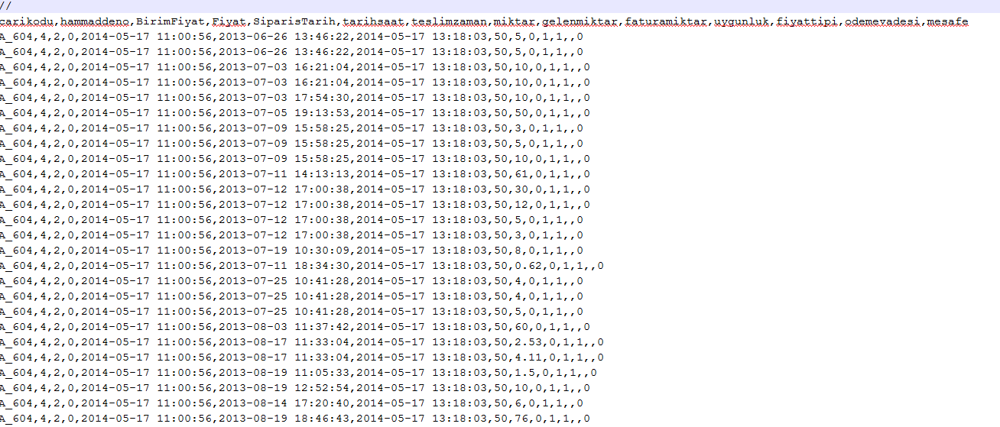 //
carikodu,hammaddeno,BirimFiyat,Fiyat,SiparisTarih,tarihsaat,teslimzaman,miktar,gelenmiktar,faturamiktar,uygunluk,fiyattipi,odemevadesi,mesafe
A_604,4,2,0,2014-05-17 11:00:56,2013-06-26 13:46:22,2014-05-17 13:18:03,50,5,0,1,1,,0
A_604,4,2,0,2014-05-17 11:00:56,2013-06-26 13:46:22,2014-05-17 13:18:03,50,5,0,1,1,,0
A_604,4,2,0,2014-05-17 11:00:56,2013-07-03 16:21:04,2014-05-17 13:18:03,50,10,0,1,1,,0
A_604,4,2,0,2014-05-17 11:00:56,2013-07-03 16:21:04,2014-05-17 13:18:03,50,10,0,1,1,,0
A_604,4,2,0,2014-05-17 11:00:56,2013-07-03 17:54:30,2014-05-17 13:18:03,50,10,0,1,1,,0
A_604,4,2,0,2014-05-17 11:00:56,2013-07-05 19:13:53,2014-05-17 13:18:03,50,50,0,1,1,,0
A_604,4,2,0,2014-05-17 11:00:56,2013-07-09 15:58:25,2014-05-17 13:18:03,50,3,0,1,1,,0
A_604,4,2,0,2014-05-17 11:00:56,2013-07-09 15:58:25,2014-05-17 13:18:03,50,5,0,1,1,,0
A_604,4,2,0,2014-05-17 11:00:56,2013-07-09 15:58:25,2014-05-17 13:18:03,50,10,0,1,1,,0
A_604,4,2,0,2014-05-17 11:00:56,2013-07-11 14:13:13,2014-05-17 13:18:03,50,61,0,1,1,,0
A_604,4,2,0,2014-05-17 11:00:56,2013-07-12 17:00:38,2014-05-17 13:18:03,50,30,0,1,1,,0
A_604,4,2,0,2014-05-17 11:00:56,2013-07-12 17:00:38,2014-05-17 13:18:03,50,12,0,1,1,,0
A_604,4,2,0,2014-05-17 11:00:56,2013-07-12 17:00:38,2014-05-17 13:18:03,50,5,0,1,1,,0
A_604,4,2,0,2014-05-17 11:00:56,2013-07-12 17:00:38,2014-05-17 13:18:03,50,3,0,1,1,,0
A_604,4,2,0,2014-05-17 11:00:56,2013-07-19 10:30:09,2014-05-17 13:18:03,50,8,0,1,1,,0
A_604,4,2,0,2014-05-17 11:00:56,2013-07-11 18:34:30,2014-05-17 13:18:03,50,0.62,0,1,1,,0
A_604,4,2,0,2014-05-17 11:00:56,2013-07-25 10:41:28,2014-05-17 13:18:03,50,4,0,1,1,,0
A_604,4,2,0,2014-05-17 11:00:56,2013-07-25 10:41:28,2014-05-17 13:18:03,50,4,0,1,1,,0
A_604,4,2,0,2014-05-17 11:00:56,2013-07-25 10:41:28,2014-05-17 13:18:03,50,5,0,1,1,,0
A_604,4,2,0,2014-05-17 11:00:56,2013-08-03 11:37:42,2014-05-17 13:18:03,50,60,0,1,1,,0
A_604,4,2,0,2014-05-17 11:00:56,2013-08-17 11:33:04,2014-05-17 13:18:03,50,2.53,0,1,1,,0
A_604,4,2,0,2014-05-17 11:00:56,2013-08-17 11:33:04,2014-05-17 13:18:03,50,4.11,0,1,1,,0
A_604,4,2,0,2014-05-17 11:00:56,2013-08-19 11:05:33,2014-05-17 13:18:03,50,1.5,0,1,1,,0
A_604,4,2,0,2014-05-17 11:00:56,2013-08-19 12:52:54,2014-05-17 13:18:03,50,10,0,1,1,,0
A_604,4,2,0,2014-05-17 11:00:56,2013-08-14 17:20:40,2014-05-17 13:18:03,50,6,0,1,1,,0
A_604,4,2,0,2014-05-17 11:00:56,2013-08-19 18:46:43,2014-05-17 13:18:03,50,76,0,1,1,,0